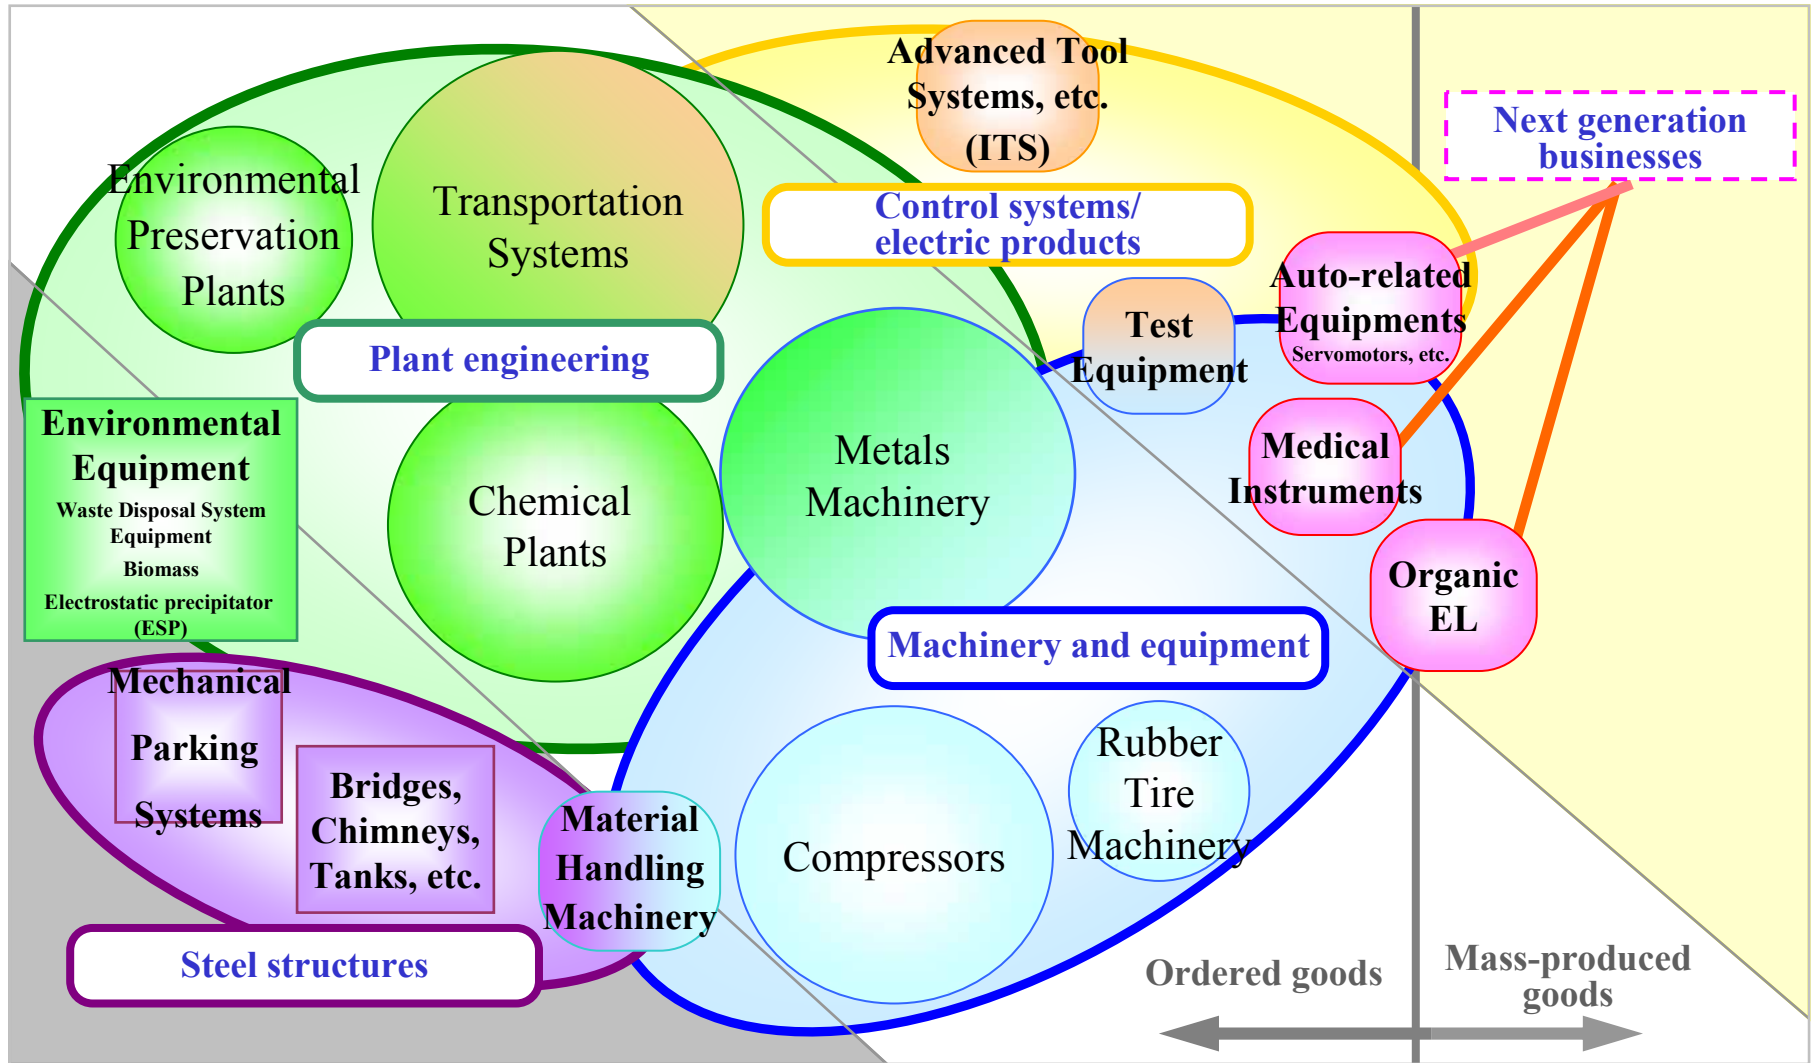 Advanced Tool
Systems, etc.
(ITS)
Next generation
businesses
Environmental
Preservation
Plants
Transportation
Systems
Control systems/
electric products
Auto-related
Equipments
Servomotors, etc.
Test
Equipment
Plant engineering
Environmental
Equipment
Waste Disposal System
Equipment
Biomass
Electrostatic precipitator
(ESP)
Chemical
Plants
Metals
Machinery
Medical
Instruments
Organic
EL
Machinery and equipment
Mechanical
Parking
Systems
Bridges,
Chimneys,
Tanks, etc.
Material
Handling
Machinery
Compressors
Rubber
Tire
Machinery
Steel structures
Ordered goods
Mass-produced
goods